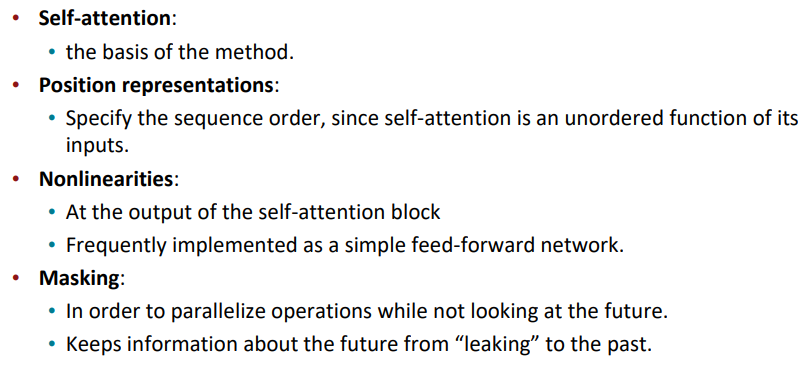 • Self-attention:
• the basis of the method.
• Position representations:
• Specify the sequence order, since self-attention is an unordered function of its
inputs.
• Nonlinearities:
• At the output of the self-attention block
• Frequently implemented as a simple feed-forward network.
• Masking:
• In order to parallelize operations while not looking at the future.
• Keeps information about the future from “leaking” to the past.